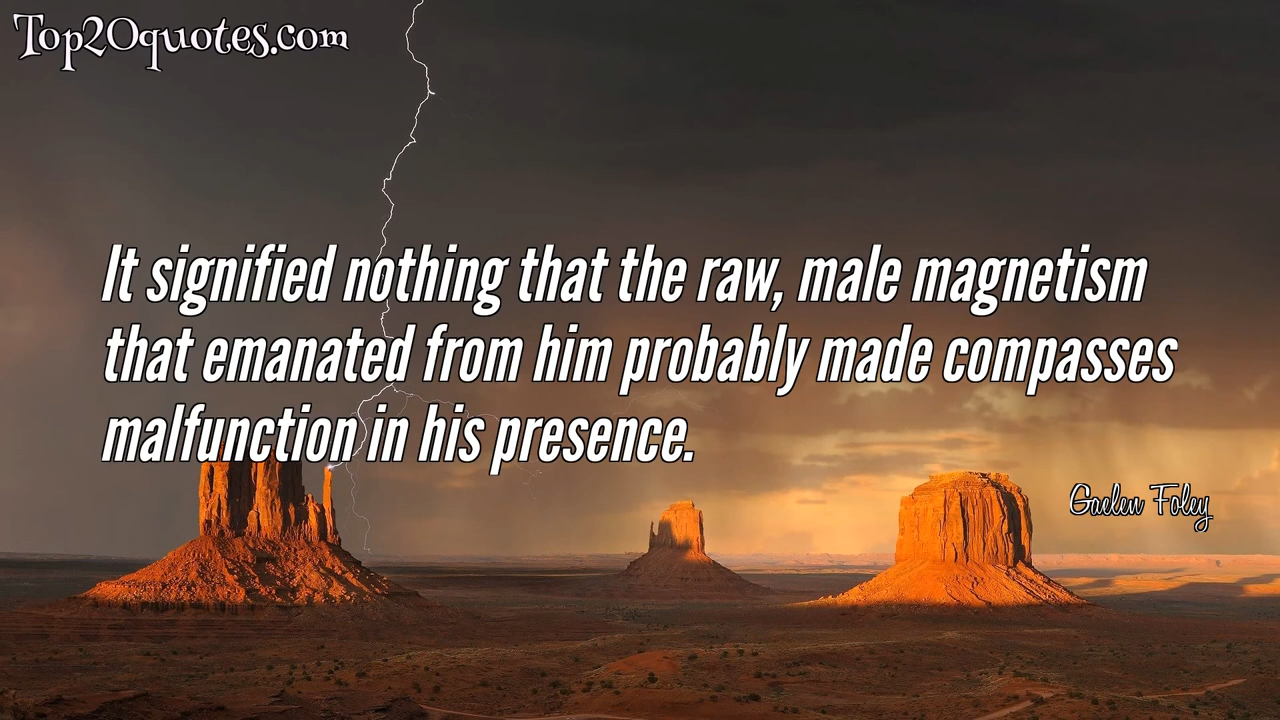 Top20quotes.com
It signified nothing that the raw, male magnetism
that emanated from him probably made compasses
malfunction in his presence.
Gaelen Foley